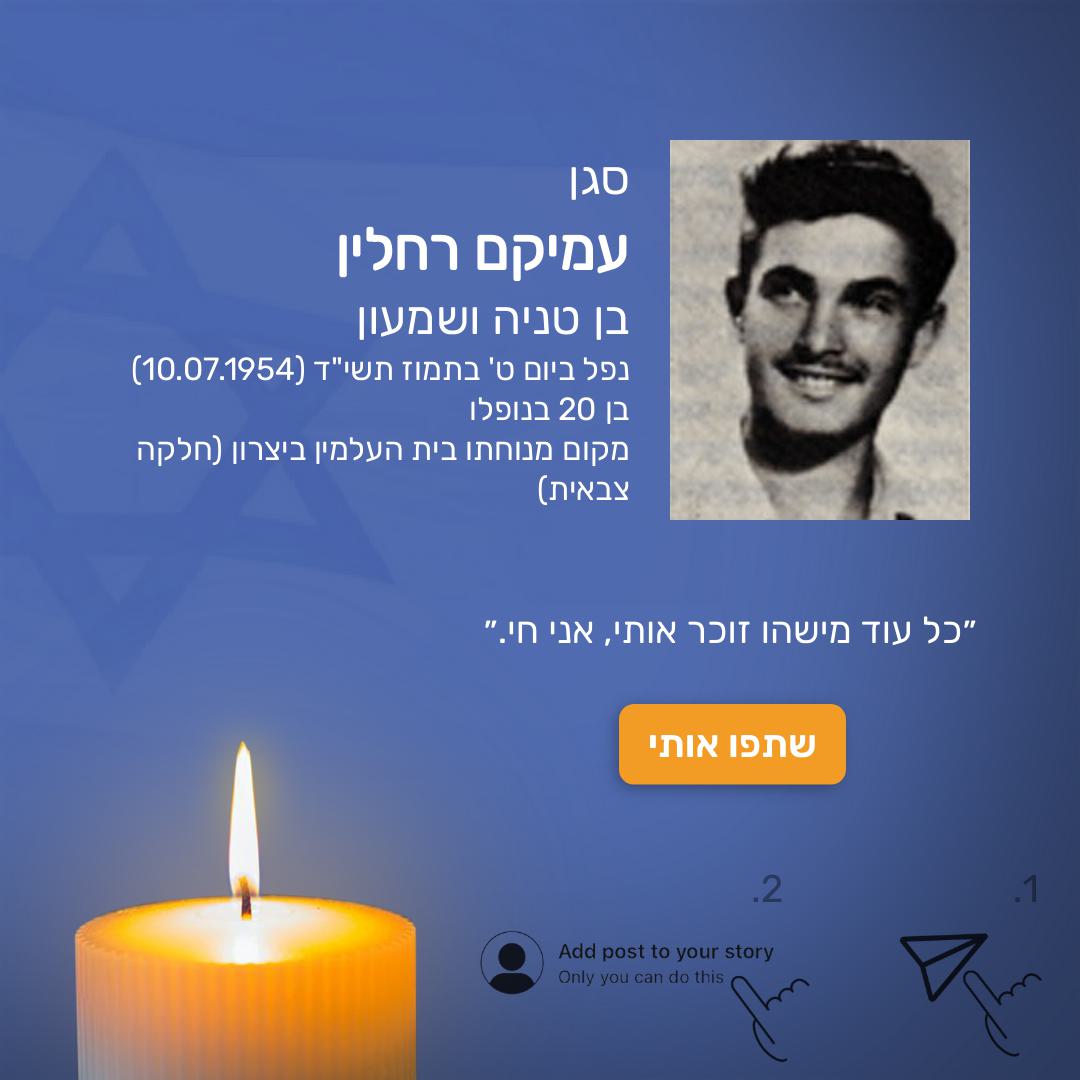 סגן
עמיקם רחלין
בן טניה ושמעון
נפל ביום ט' בתמוז תשי"ד (10.07.1954)
בן 20 בנופלו
מקום מנוחתו בית העלמין ביצרון (חלקה
צבאית)
״כל עוד מישהו זוכר אותי, אני חי.״
שתפו אותי
.1
.2
Add post to your story
Only you can do this